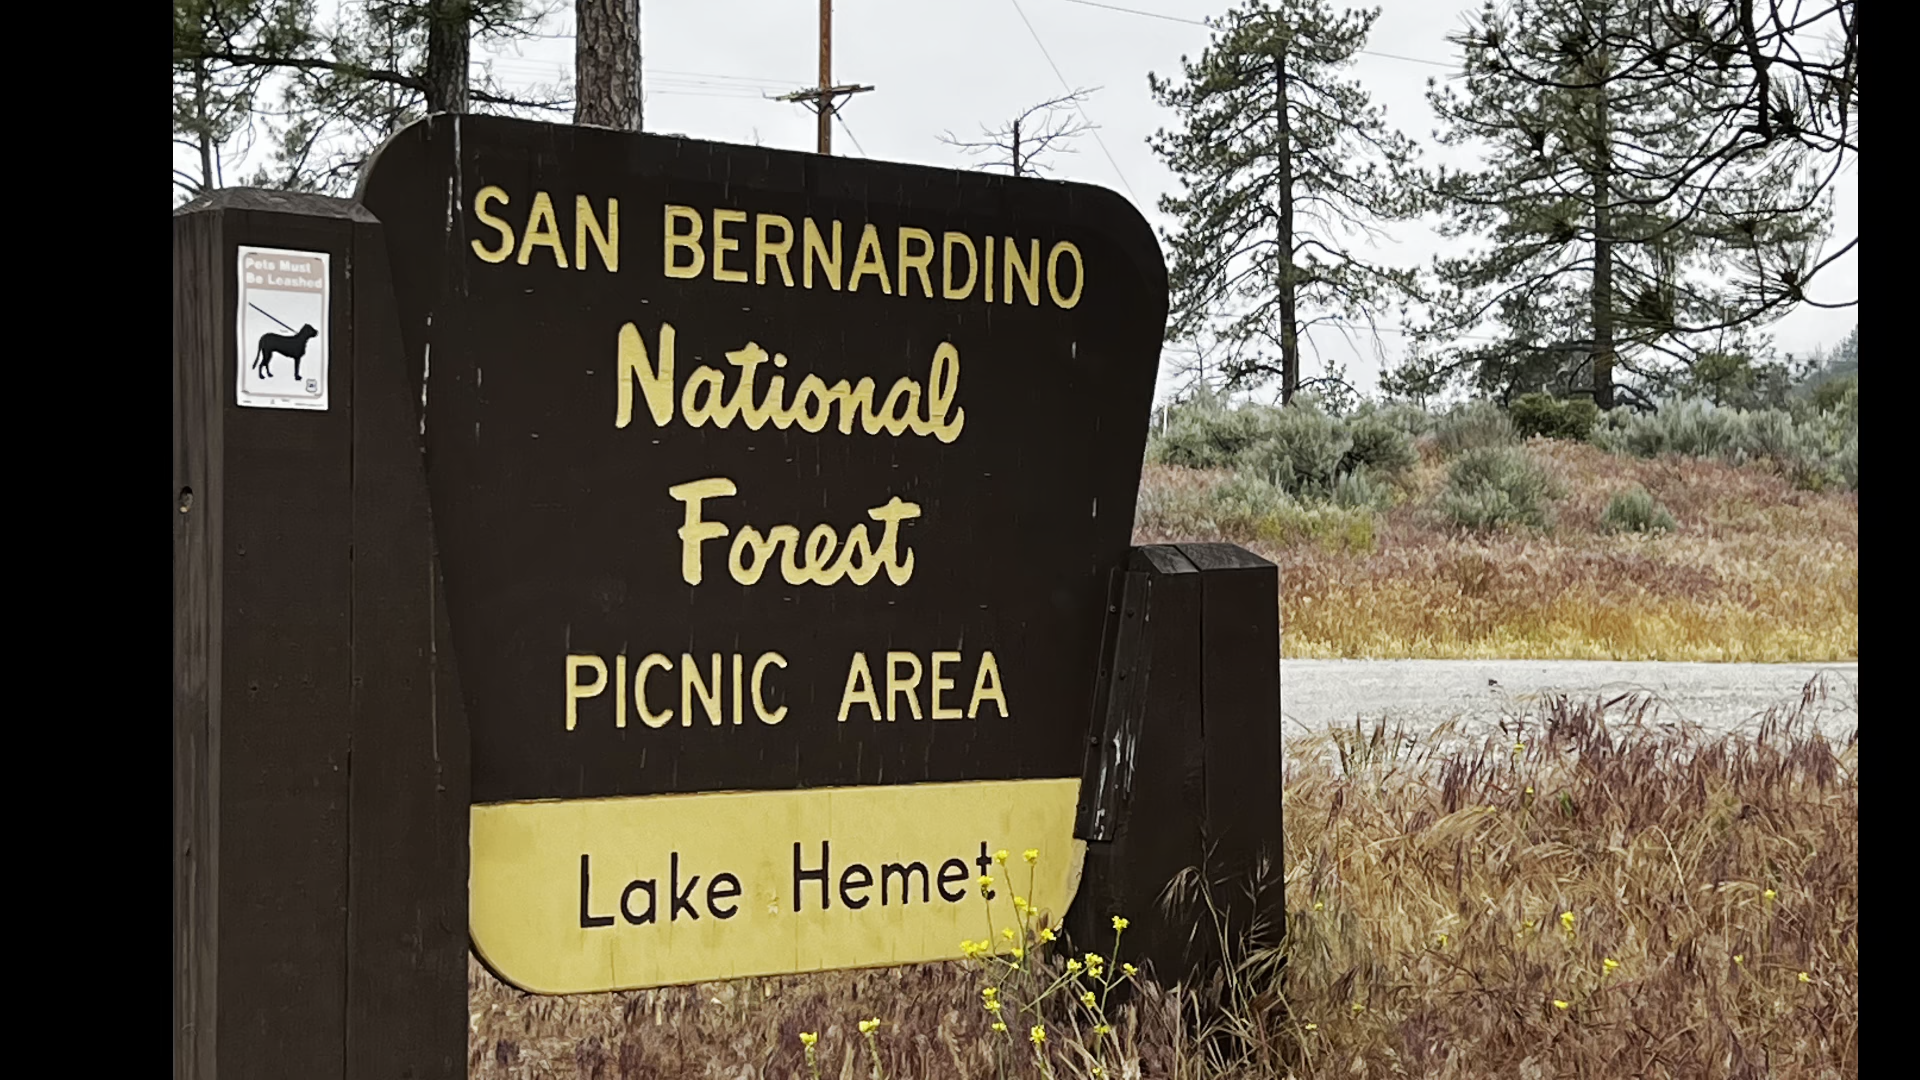 Pets Must
Be Leashed
SAN BERNARDINO
National
Forest
PICNIC AREA
Lake Hemet